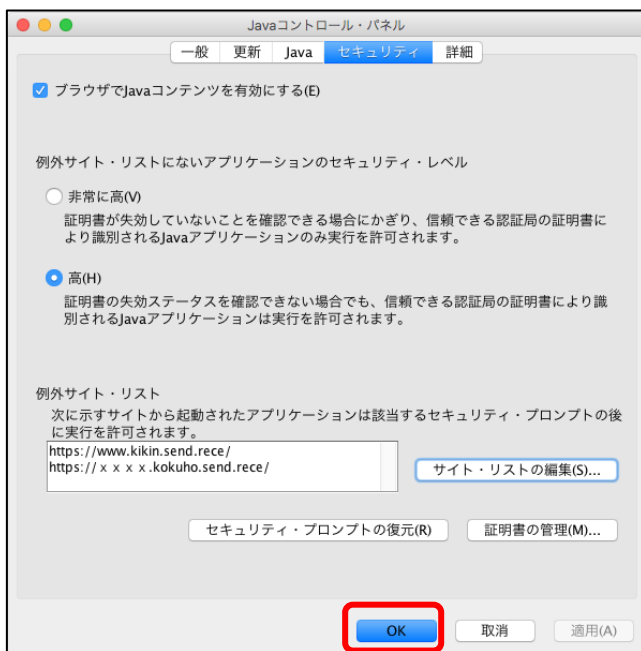 Javaコントロール・パネル
一般 更新 Java セキュリティ 詳細
ブラウザでJavaコンテンツを有効にする(E)
例外サイト・リストにないアプリケーションのセキュリティ・レベル
非常に高(V)
証明書が失効していないことを確認できる場合にかぎり、信頼できる認証局の証明書に
より識別されるJavaアプリケーションのみ実行を許可されます。
高(H)
証明書の失効ステータスを確認できない場合でも、信頼できる認証局の証明書により識
別されるJavaアプリケーションは実行を許可されます。
例外サイト・リスト
次に示すサイトから起動されたアプリケーションは該当するセキュリティ・プロンプトの後
に実行を許可されます。
https://www.kikin.send.rece/
https://ｘｘｘｘ.kokuho.send.rece/
サイト・リストの編集(S)...
セキュリティ・プロンプトの復元(R) 証明書の管理(M)...
OK 取消 適用(A)